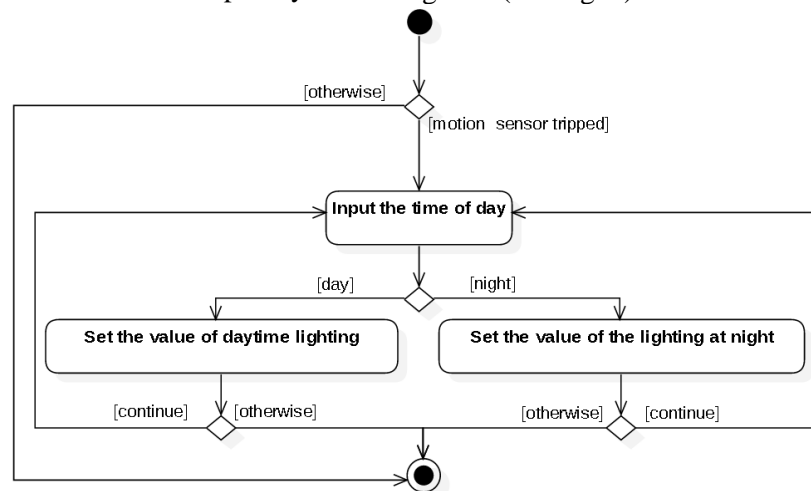 [otherwise]
[motion sensor tripped]
Input the time of day
[day]
[night]
Set the value of daytime lighting
Set the value of the lighting at night
[continue]
[otherwise]
[otherwise]
[continue]